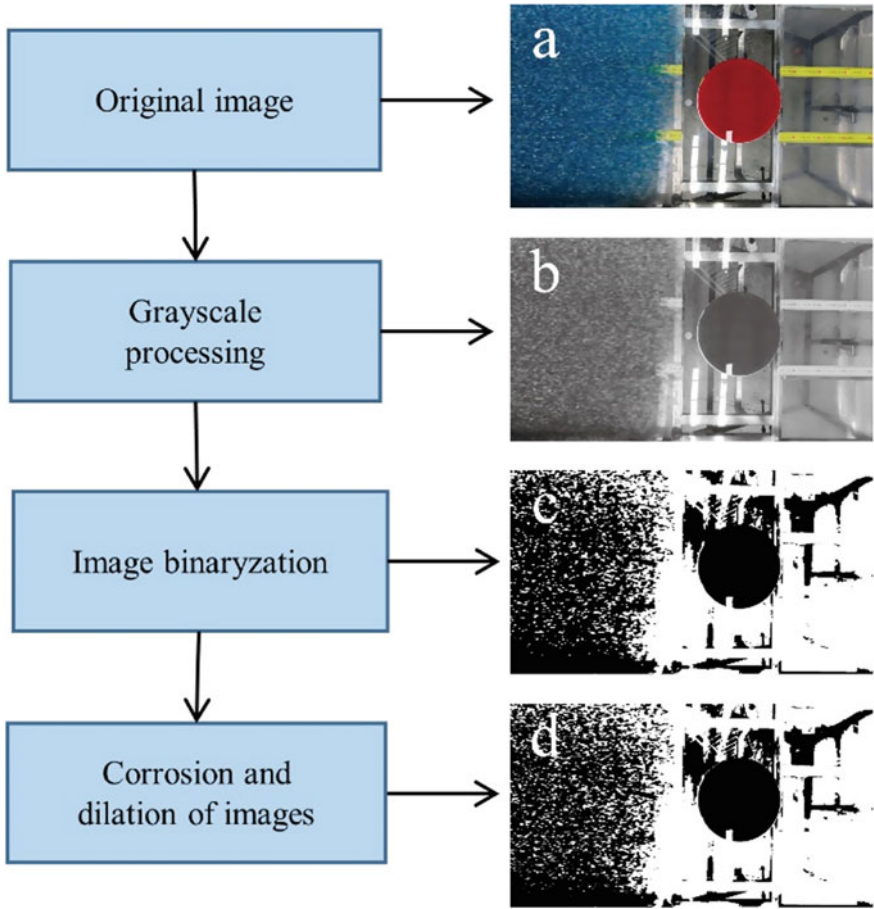 Original image
a
Grayscale
processing
b
Image binaryzation
c
Corrosion and
dilation of images
d